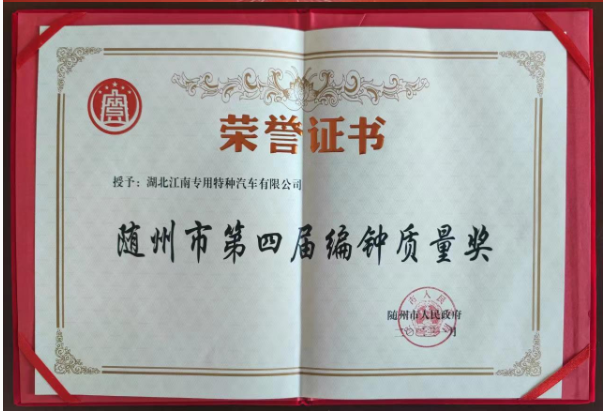 荣誉证书
授予：湖北江南专用特种汽车有限公司
随州市第四届编钟质量奖
随州市人民政府